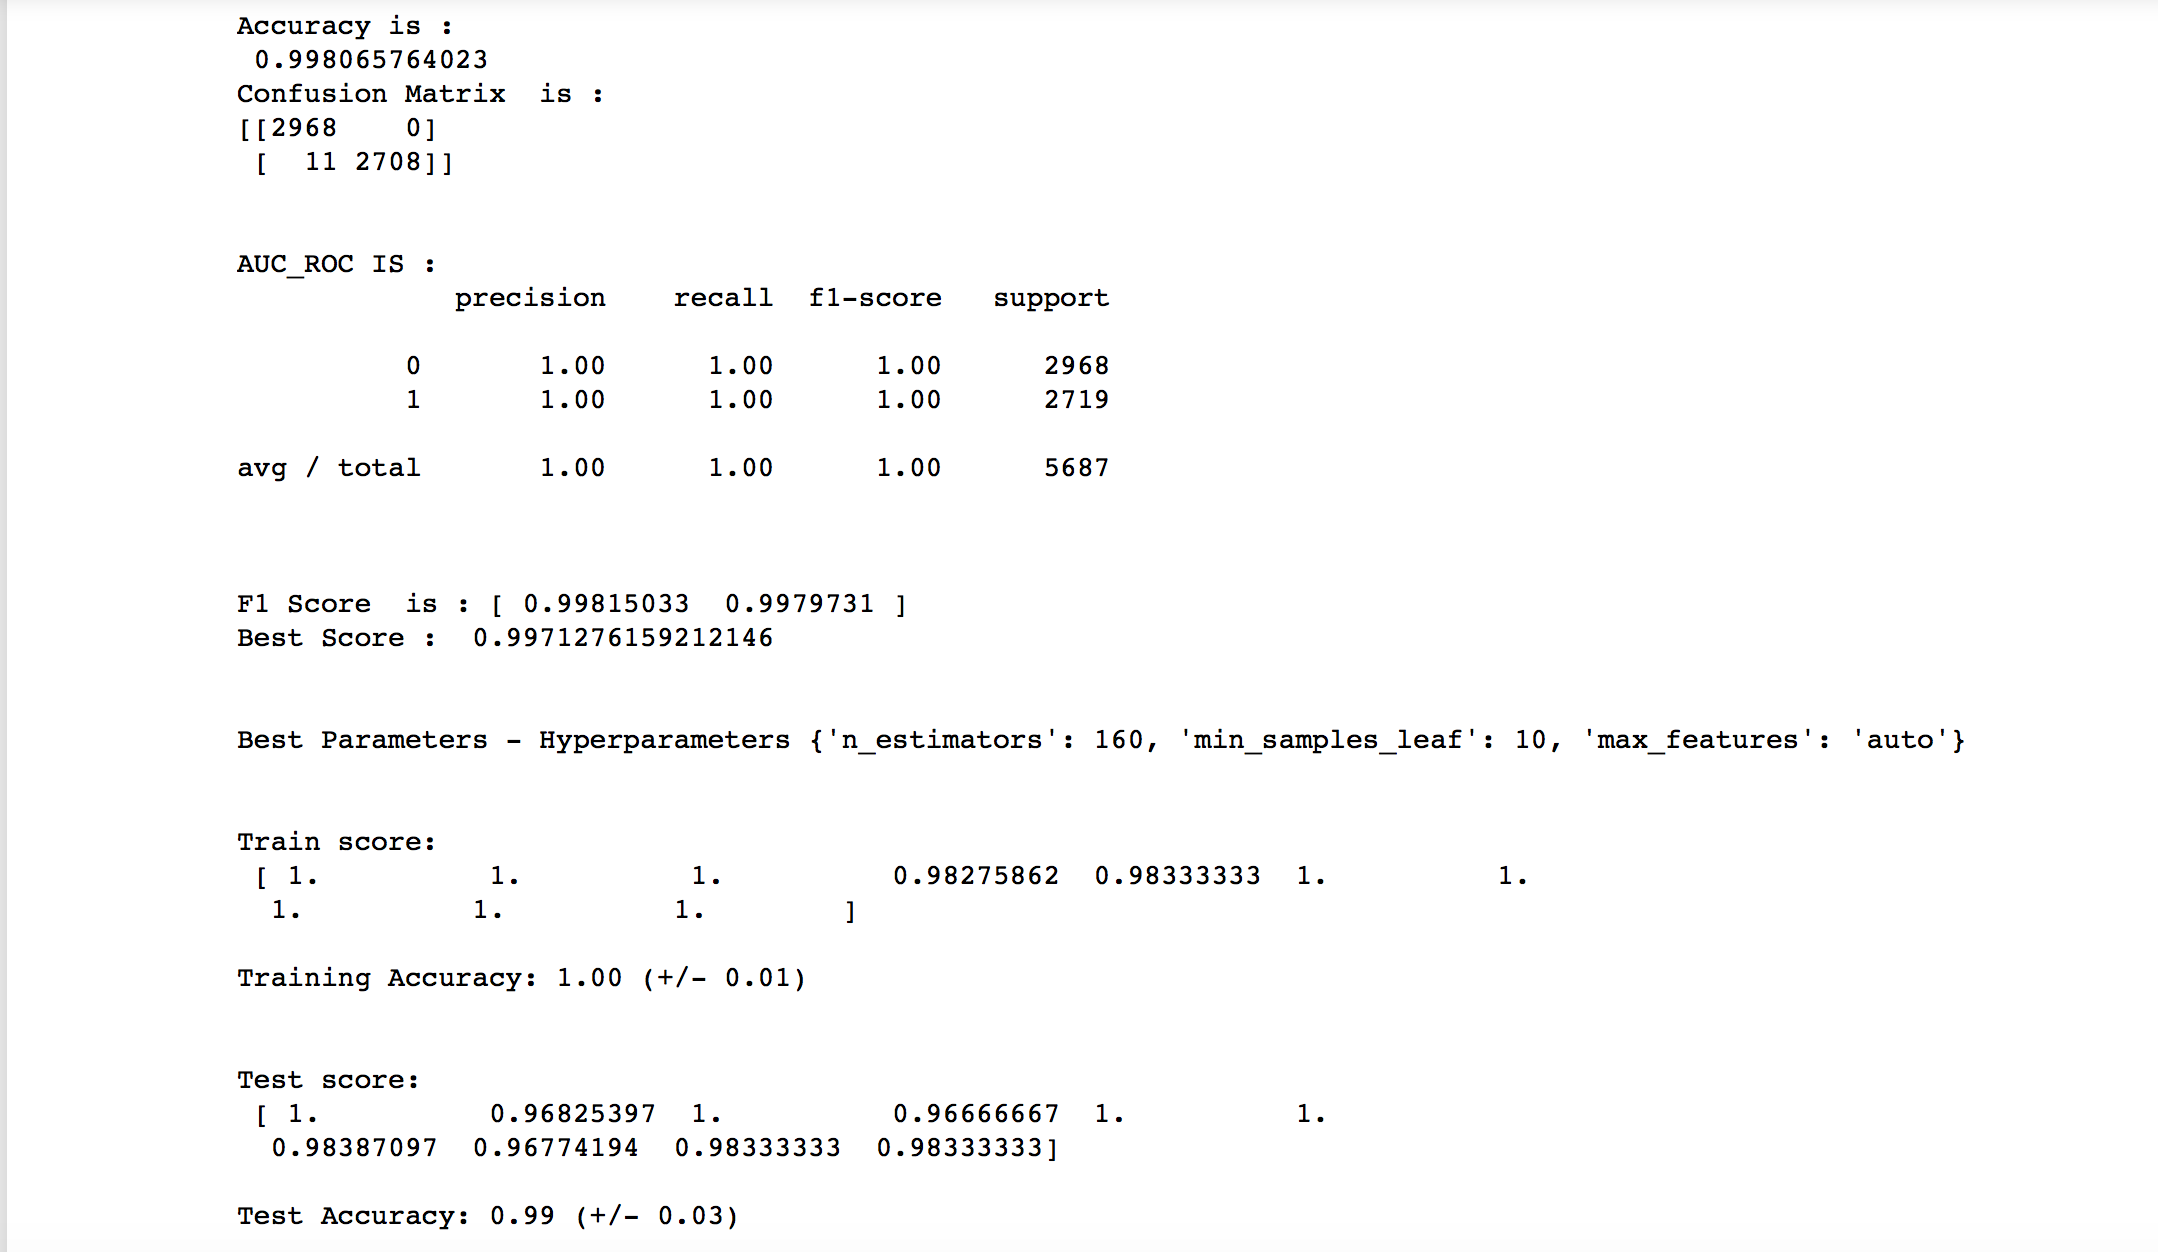 Accuracy is :
 0.998065764023
Confusion Matrix  is :
[[2968    0]
 [  11 2708]]
AUC_ROC IS :
             precision    recall  f1-score   support
          0       1.00      1.00      1.00      2968
          1       1.00      1.00      1.00      2719
avg / total       1.00      1.00      1.00      5687
F1 Score  is : [ 0.99815033  0.9979731 ]
Best Score :  0.9971276159212146
Best Parameters - Hyperparameters {'n_estimators': 160, 'min_samples_leaf': 10, 'max_features': 'auto'}
Train score:
 [ 1.          1.          1.          0.98275862  0.98333333  1.          1.
  1.          1.          1.        ]
Training Accuracy: 1.00 (+/- 0.01)
Test score:
 [ 1.          0.96825397  1.          0.96666667  1.          1.
  0.98387097  0.96774194  0.98333333  0.98333333]
Test Accuracy: 0.99 (+/- 0.03)